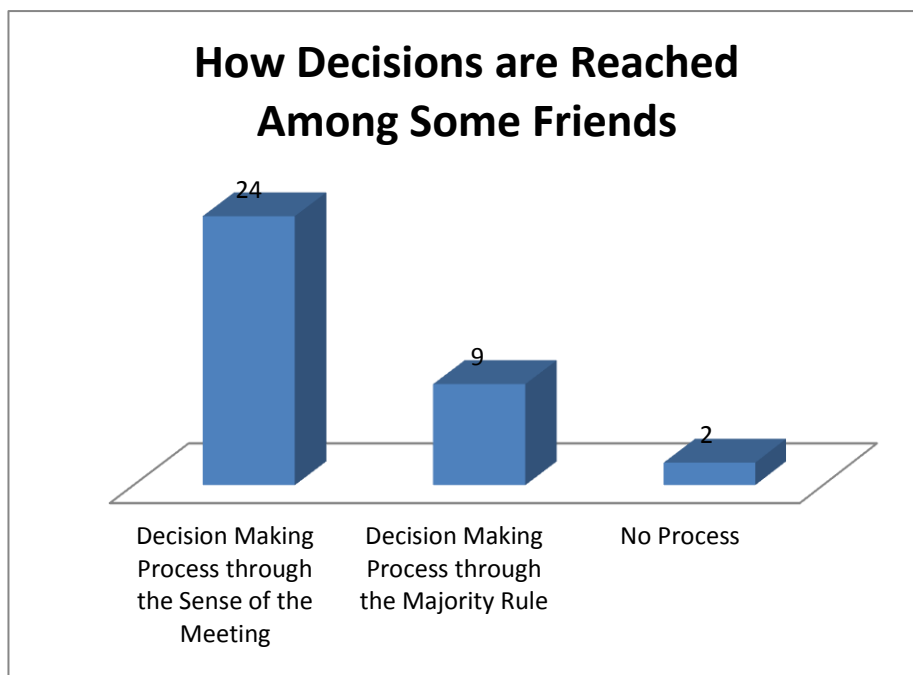 How Decisions are Reached
Among Some Friends
24
9
2
Decision Making
Process through
the Sense of the
Meeting
Decision Making
Process through
the Majority Rule
No Process